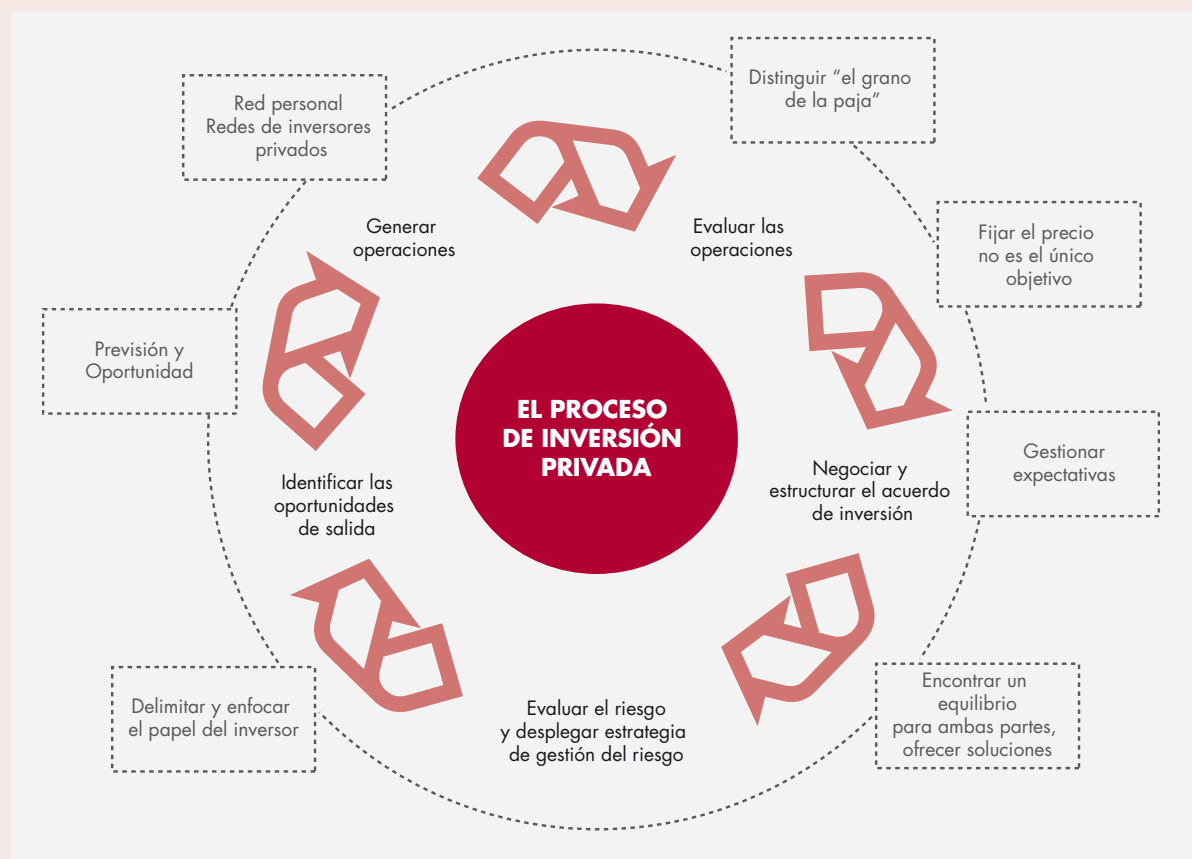 Red personal
Redes de inversores
privados
Distinguir “el grano
de la paja”
Generar
operaciones
Evaluar las
operaciones
Fijar el precio
no es el único
objetivo
Previsión y
Oportunidad
EL PROCESO
DE INVERSIÓN
PRIVADA
Gestionar
expectativas
Identificar las
oportunidades
de salida
Negociar y
estructurar el acuerdo
de inversión
Delimitar y enfocar
el papel del inversor
Evaluar el riesgo
y desplegar estrategia
de gestión del riesgo
Encontrar un
equilibrio
para ambas partes,
ofrecer soluciones